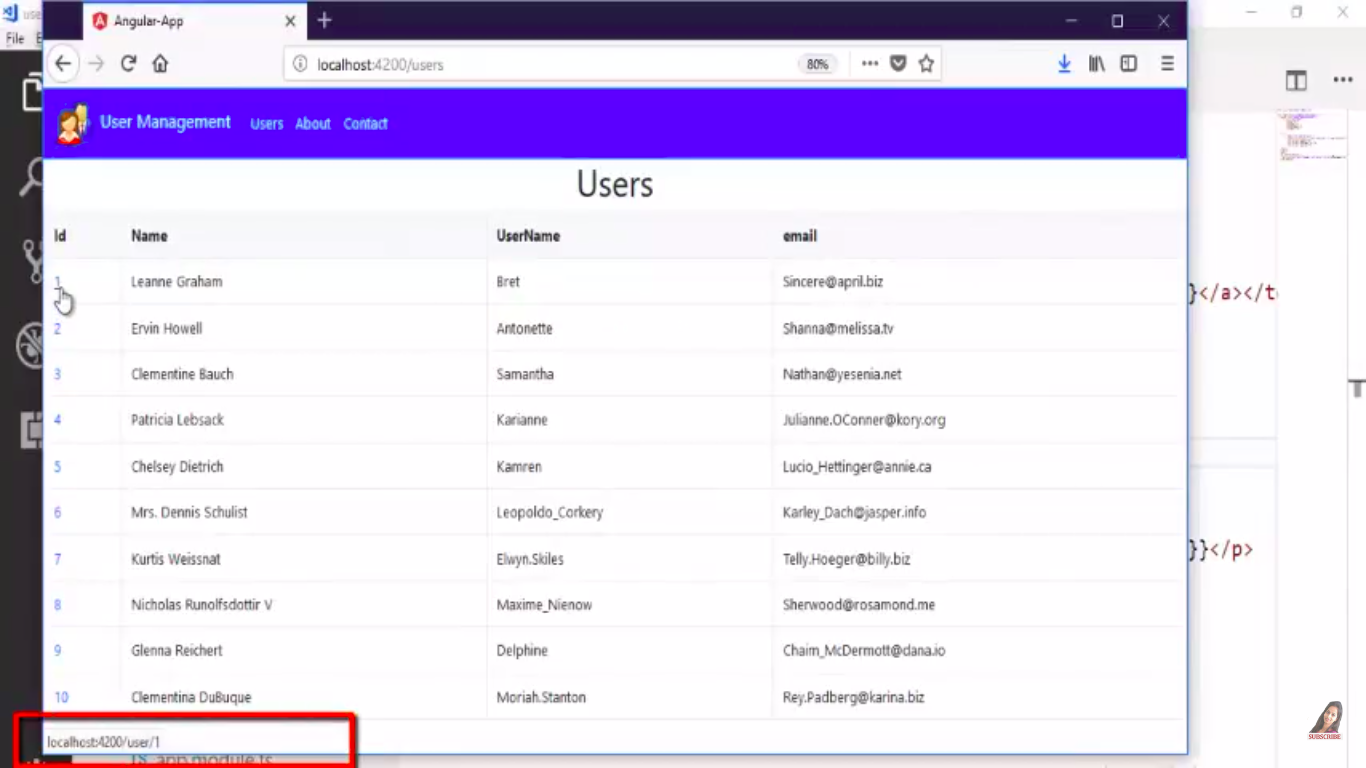 use
Angular-App
File E
localhost:4200/users 80%
User Management Users About Contact
Users
Id Name UserName email
1 Leanne Graham Bret Sincere@april.biz
}</a></t
2 Ervin Howell Antonette Shanna@melissa.tv
3 Clementine Bauch Samantha Nathan@yesenia.net
4 Patricia Lebsack Karianne Julianne.OConner@kory.org
5 Chelsey Dietrich Kamren Lucio_Hettinger@annie.ca
6 Mrs. Dennis Schulist Leopoldo_Corkery Karley_Dach@jasper.info
}}</p>
7 Kurtis Weissnat Elwyn.Skiles Telly.Hoeger@billy.biz
8 Nicholas Runolfsdottir V Maxime_Nienow Sherwood@rosamond.me
9 Glenna Reichert Delphine Chaim_McDermott@dana.io
10 Clementina DuBuque Moriah.Stanton Rey.Padberg@karina.biz
SUBSCRIBE
localhost:4200/user/1
TS app.module.ts